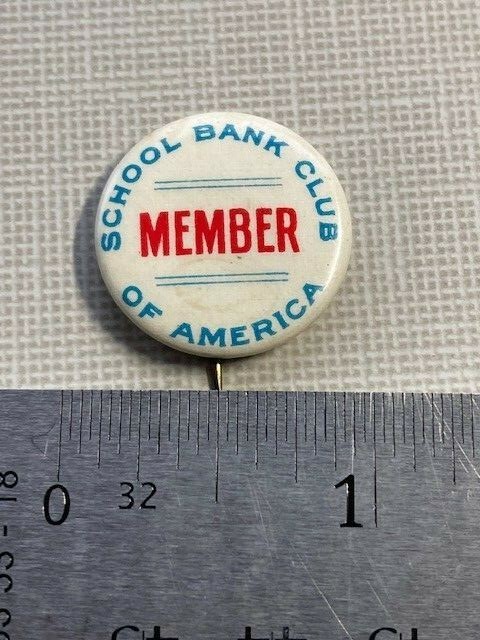 SCHOOL BANK CLUB
MEMBER
OF AMERICA
0 32 1